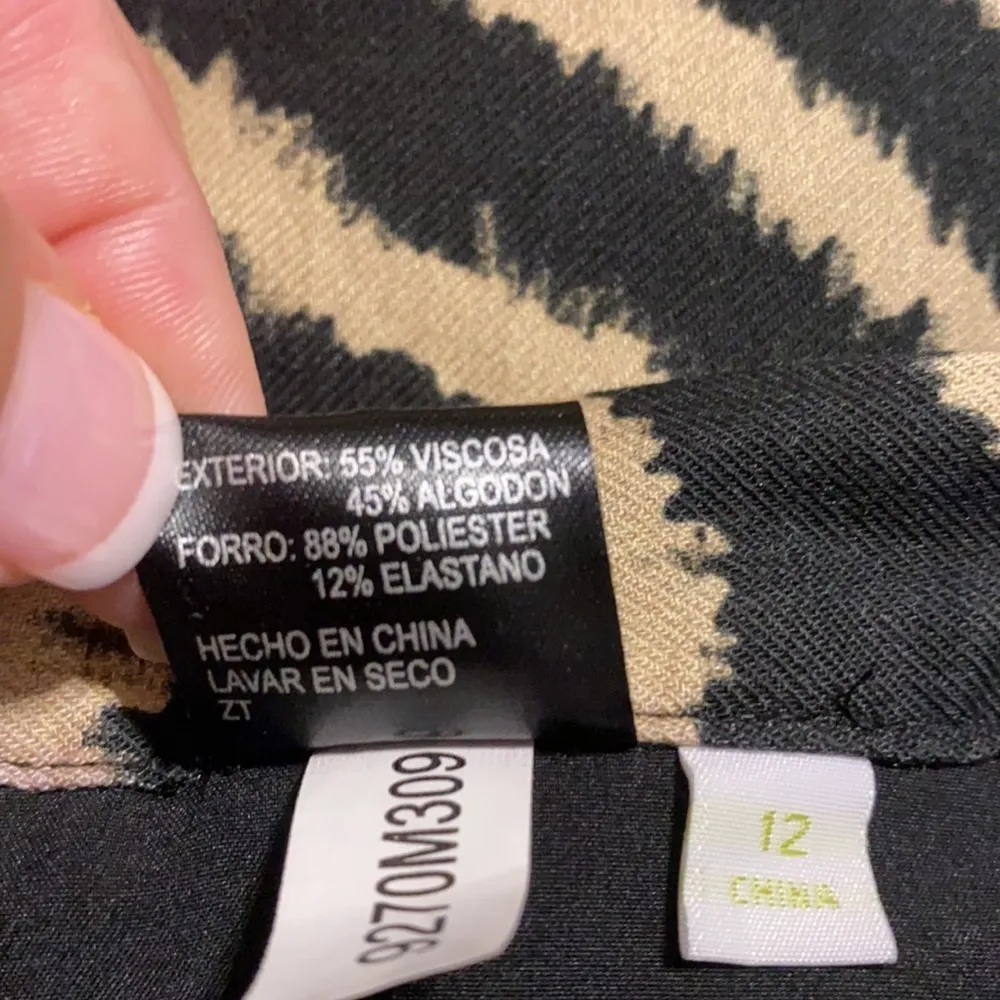 EXTERIOR: 55% VISCOSA
45% ALGODON
FORRO: 88% POLIESTER
12% ELASTANO
HECHO EN CHINA
LAVAR EN SECO
ZT
9270M309
12
CHINA